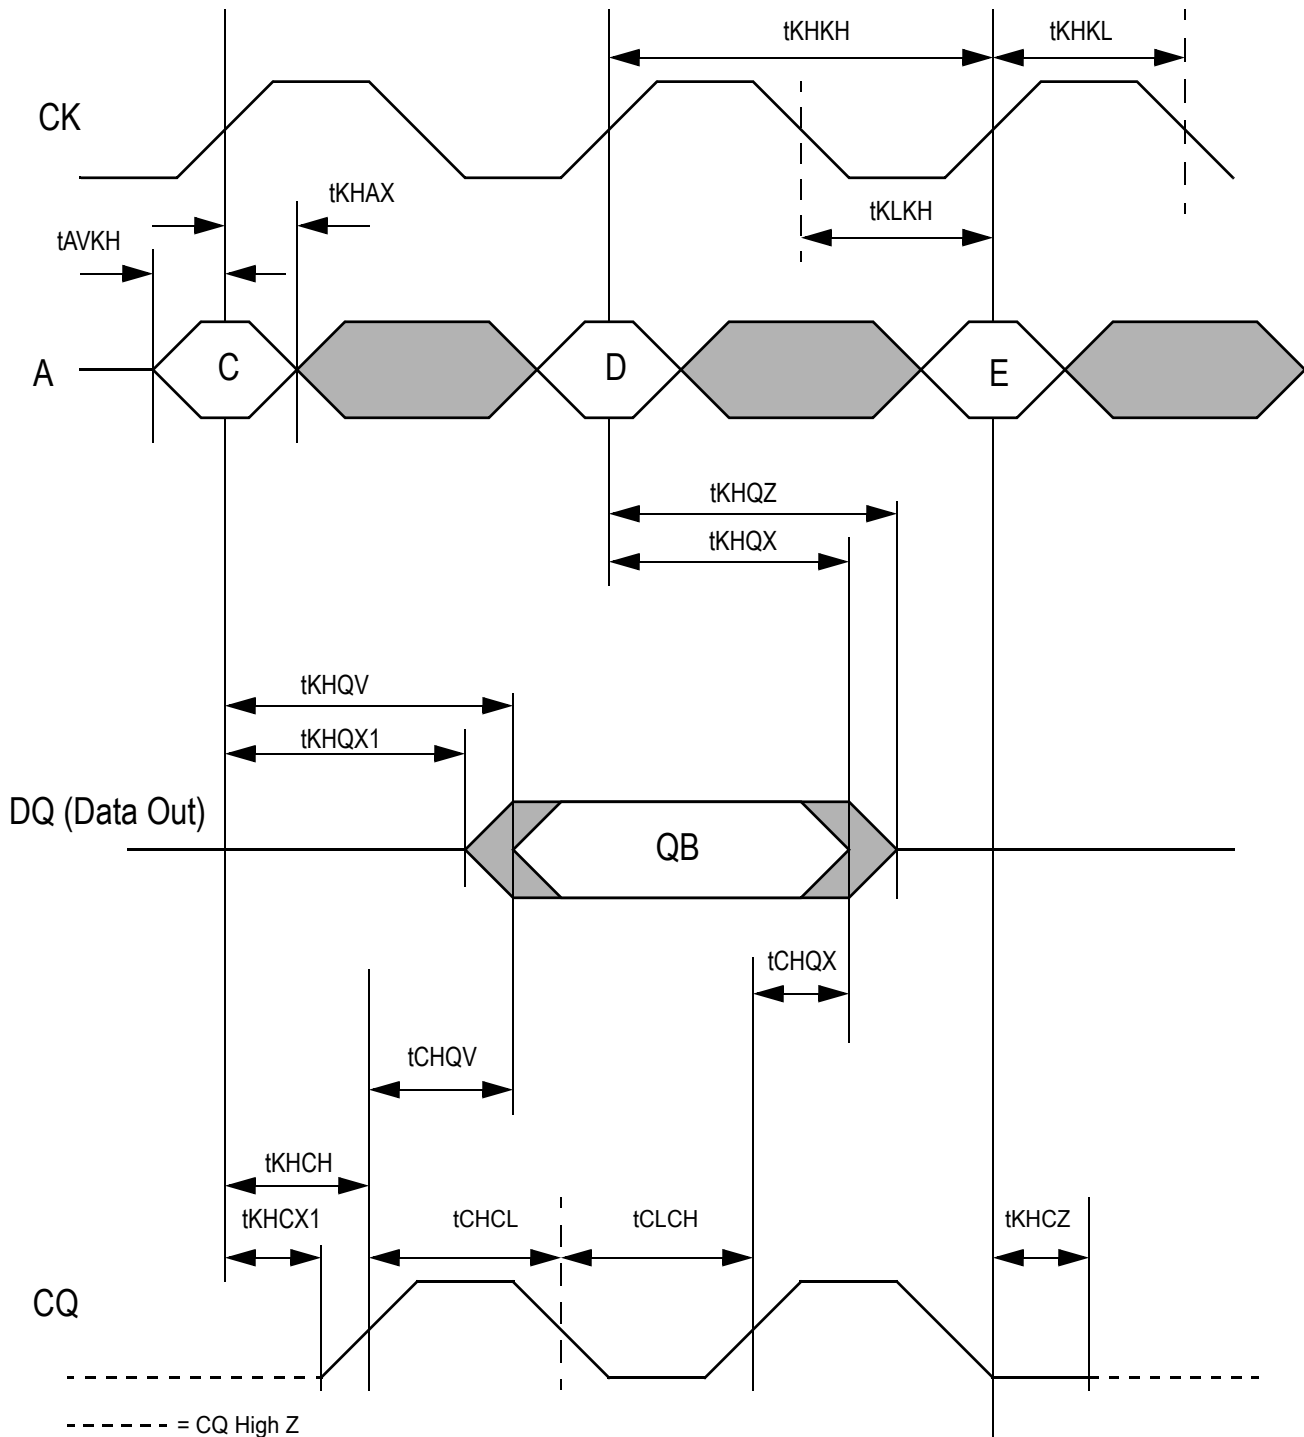 tKHKH
tKHKL
CK
tKHAX
tKLKH
tAVKH
A
C
D
E
tKHQZ
tKHQX
tKHQV
tKHQX1
DQ (Data Out)
QB
tCHQX
tCHQV
tKHCH
tKHCX1
tCHCL
tCLCH
tKHCZ
CQ
= CQ High Z